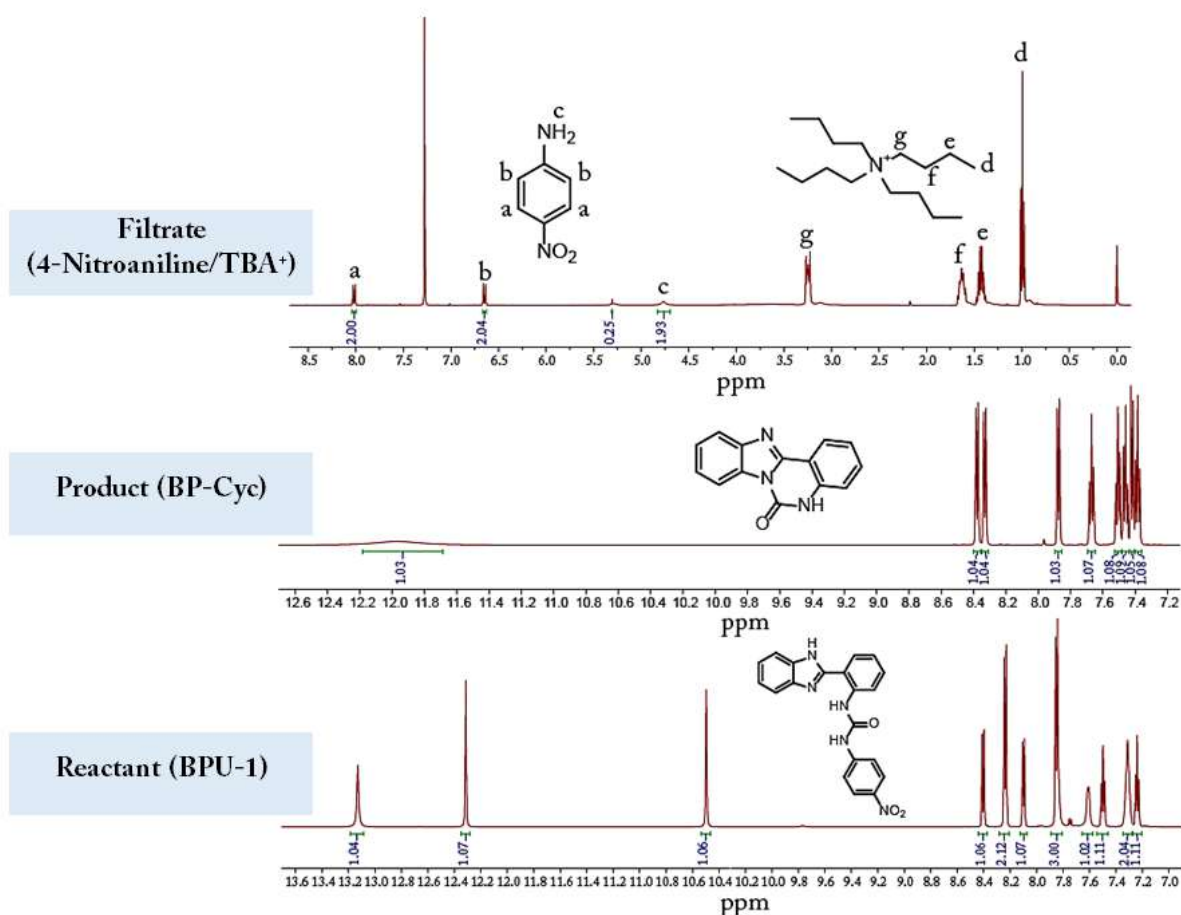 d
c
NH₂
b b
a a
NO₂
g e
N⁺
f d
Filtrate
(4-Nitroaniline/TBA⁺)
a b c g f e
2.00 2.04 0.25 1.93
8.5 8.0 7.5 7.0 6.5 6.0 5.5 5.0 4.5 4.0 3.5 3.0 2.5 2.0 1.5 1.0 0.5 0.0
ppm
Product (BP-Cyc)
N
N
NH
O
1.03 1.04 1.04 1.03 1.07 1.08 1.09 1.02 1.05 1.08
12.6 12.4 12.2 12.0 11.8 11.6 11.4 11.2 11.0 10.8 10.6 10.4 10.2 10.0 9.8 9.6 9.4 9.2 9.0 8.8 8.6 8.4 8.2 8.0 7.8 7.6 7.4 7.2
ppm
Reactant (BPU-1)
H
N
N
HN
O
HN
NO₂
1.04 1.07 1.06 1.06 2.12 1.07 3.00 1.02 1.11 2.04 1.11
13.6 13.4 13.2 13.0 12.8 12.6 12.4 12.2 12.0 11.8 11.6 11.4 11.2 11.0 10.8 10.6 10.4 10.2 10.0 9.8 9.6 9.4 9.2 9.0 8.8 8.6 8.4 8.2 8.0 7.8 7.6 7.4 7.2 7.0
ppm